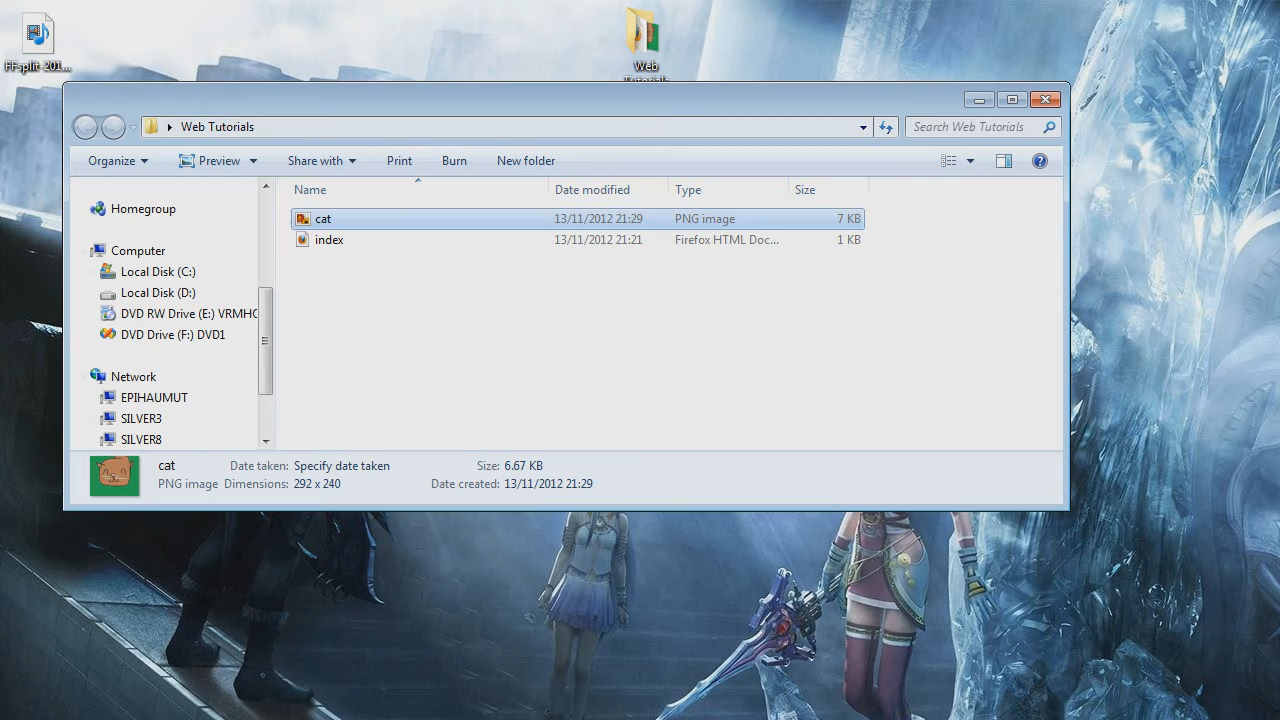 FFsplit 201...
Web
Tutorials
Web Tutorials
Search Web Tutorials
Organize
Preview
Share with
Print
Burn
New folder
Name
Date modified
Type
Size
cat
13/11/2012 21:29
PNG image
7 KB
index
13/11/2012 21:21
Firefox HTML Doc...
1 KB
Homegroup
Computer
Local Disk (C:)
Local Disk (D:)
DVD RW Drive (E:) VRMHC
DVD Drive (F:) DVD1
Network
EPIHAUMUT
SILVER3
SILVER8
cat
Date taken: Specify date taken
Size: 6.67 KB
PNG image
Dimensions: 292 x 240
Date created: 13/11/2012 21:29